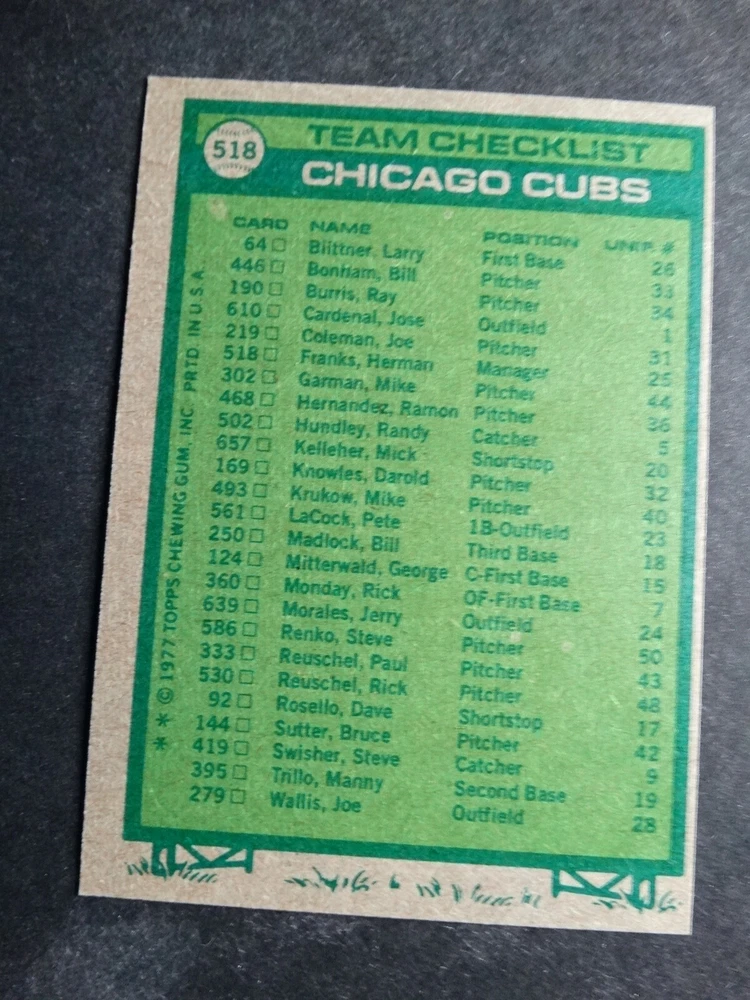 518
TEAM CHECKLIST
CHICAGO CUBS
CARD NAME POSITION UNIF. #
64 □ Biittner, Larry First Base 26
446 □ Bonham, Bill Pitcher 33
190 □ Burris, Ray Pitcher 34
610 □ Cardenal, Jose Outfield 1
219 □ Coleman, Joe Pitcher 31
518 □ Franks, Herman Manager 25
302 □ Garman, Mike Pitcher 44
468 □ Hernandez, Ramon Pitcher 36
502 □ Hundley, Randy Catcher 5
657 □ Kelleher, Mick Shortstop 20
169 □ Knowles, Darold Pitcher 32
493 □ Krukow, Mike Pitcher 40
561 □ LaCock, Pete 1B-Outfield 23
250 □ Madlock, Bill Third Base 18
124 □ Mitterwald, George C-First Base 15
360 □ Monday, Rick OF-First Base 7
639 □ Morales, Jerry Outfield 24
586 □ Renko, Steve Pitcher 50
333 □ Reuschel, Paul Pitcher 43
530 □ Reuschel, Rick Pitcher 48
92 □ Rosello, Dave Shortstop 17
144 □ Sutter, Bruce Pitcher 42
419 □ Swisher, Steve Catcher 9
395 □ Trillo, Manny Second Base 19
279 □ Wallis, Joe Outfield 28
* * © 1977 TOPPS CHEWING GUM, INC. PRTD. IN U.S.A.